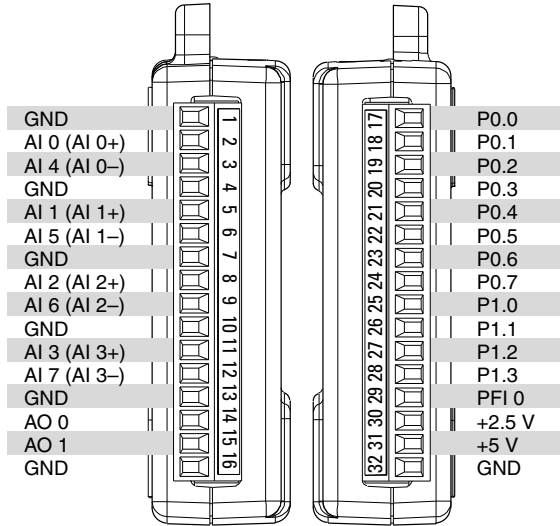 GND 1 17 P0.0
AI 0 (AI 0+) 2 18 P0.1
AI 4 (AI 0–) 3 19 P0.2
GND 4 20 P0.3
AI 1 (AI 1+) 5 21 P0.4
AI 5 (AI 1–) 6 22 P0.5
GND 7 23 P0.6
AI 2 (AI 2+) 8 24 P0.7
AI 6 (AI 2–) 9 25 P1.0
GND 10 26 P1.1
AI 3 (AI 3+) 11 27 P1.2
AI 7 (AI 3–) 12 28 P1.3
GND 13 29 PFI 0
AO 0 14 30 +2.5 V
AO 1 15 31 +5 V
GND 16 32 GND